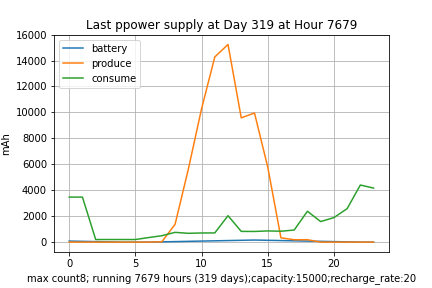 Last ppower supply at Day 319 at Hour 7679
16000
14000
12000
10000
8000
6000
4000
2000
0
mAh
battery
produce
consume
0
5
10
15
20
max count8; running 7679 hours (319 days);capacity:15000;recharge_rate:20